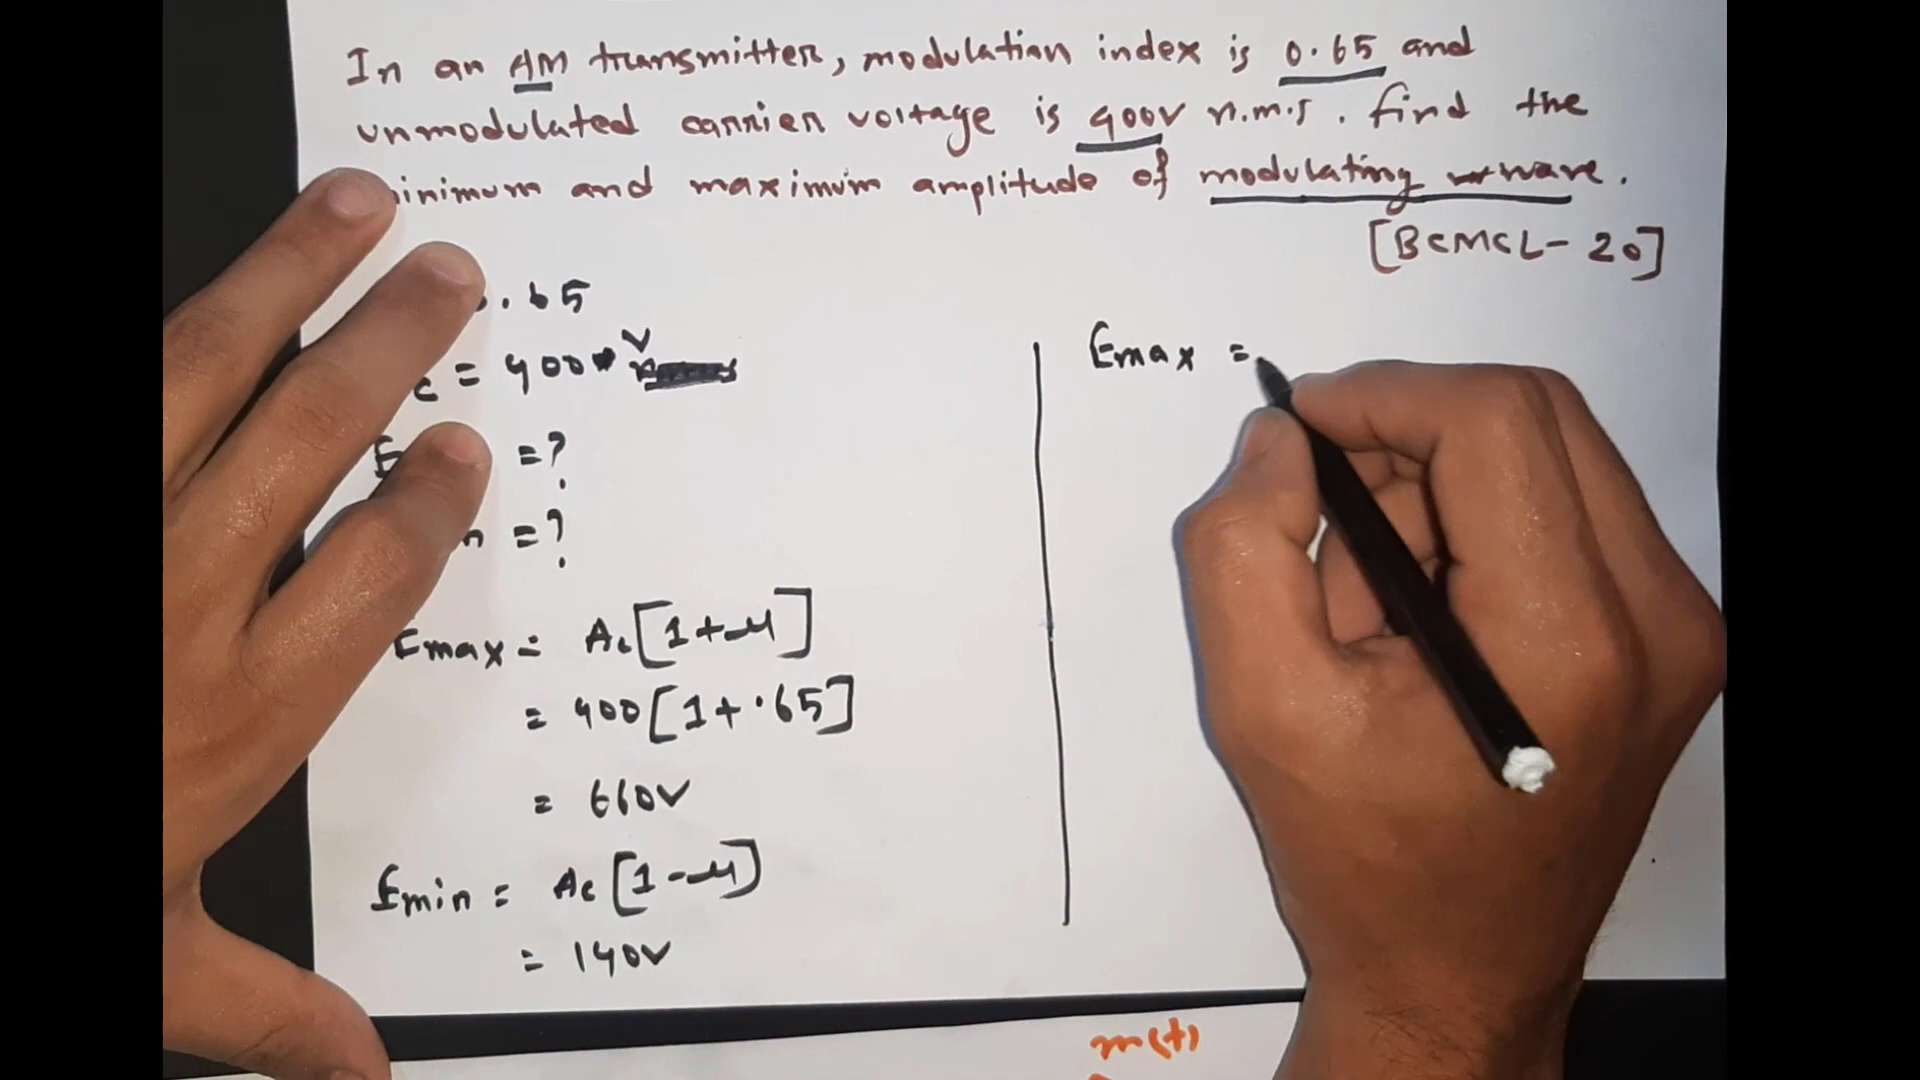 In an AM transmitter, modulation index is 0.65 and
unmodulated carrier voltage is 400V r.m.s. find the
minimum and maximum amplitude of modulating wave.
[BCMCL-20]
.65
c = 400 V
E =?
n =?
Emax = Ac[1+μ]
= 400[1+.65]
= 660V
Emin = Ac[1-μ]
= 140V
Emax =
m(t)